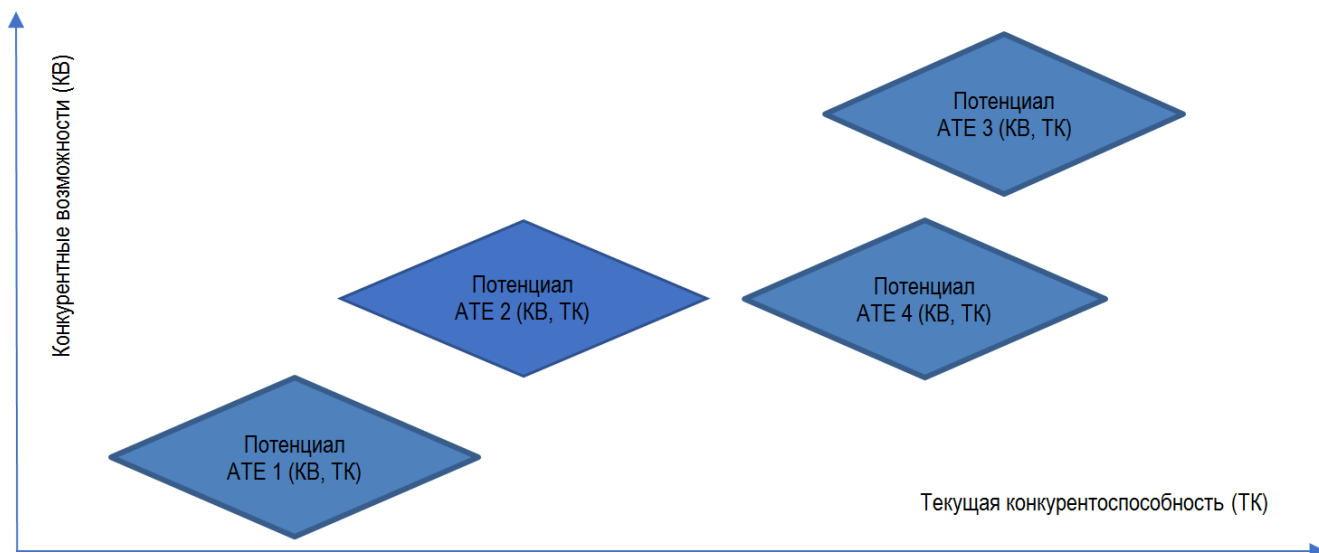 Конкурентные возможности (КВ)
Потенциал
АТЕ 3 (КВ, ТК)
Потенциал
АТЕ 2 (КВ, ТК)
Потенциал
АТЕ 4 (КВ, ТК)
Потенциал
АТЕ 1 (КВ, ТК)
Текущая конкурентоспособность (ТК)